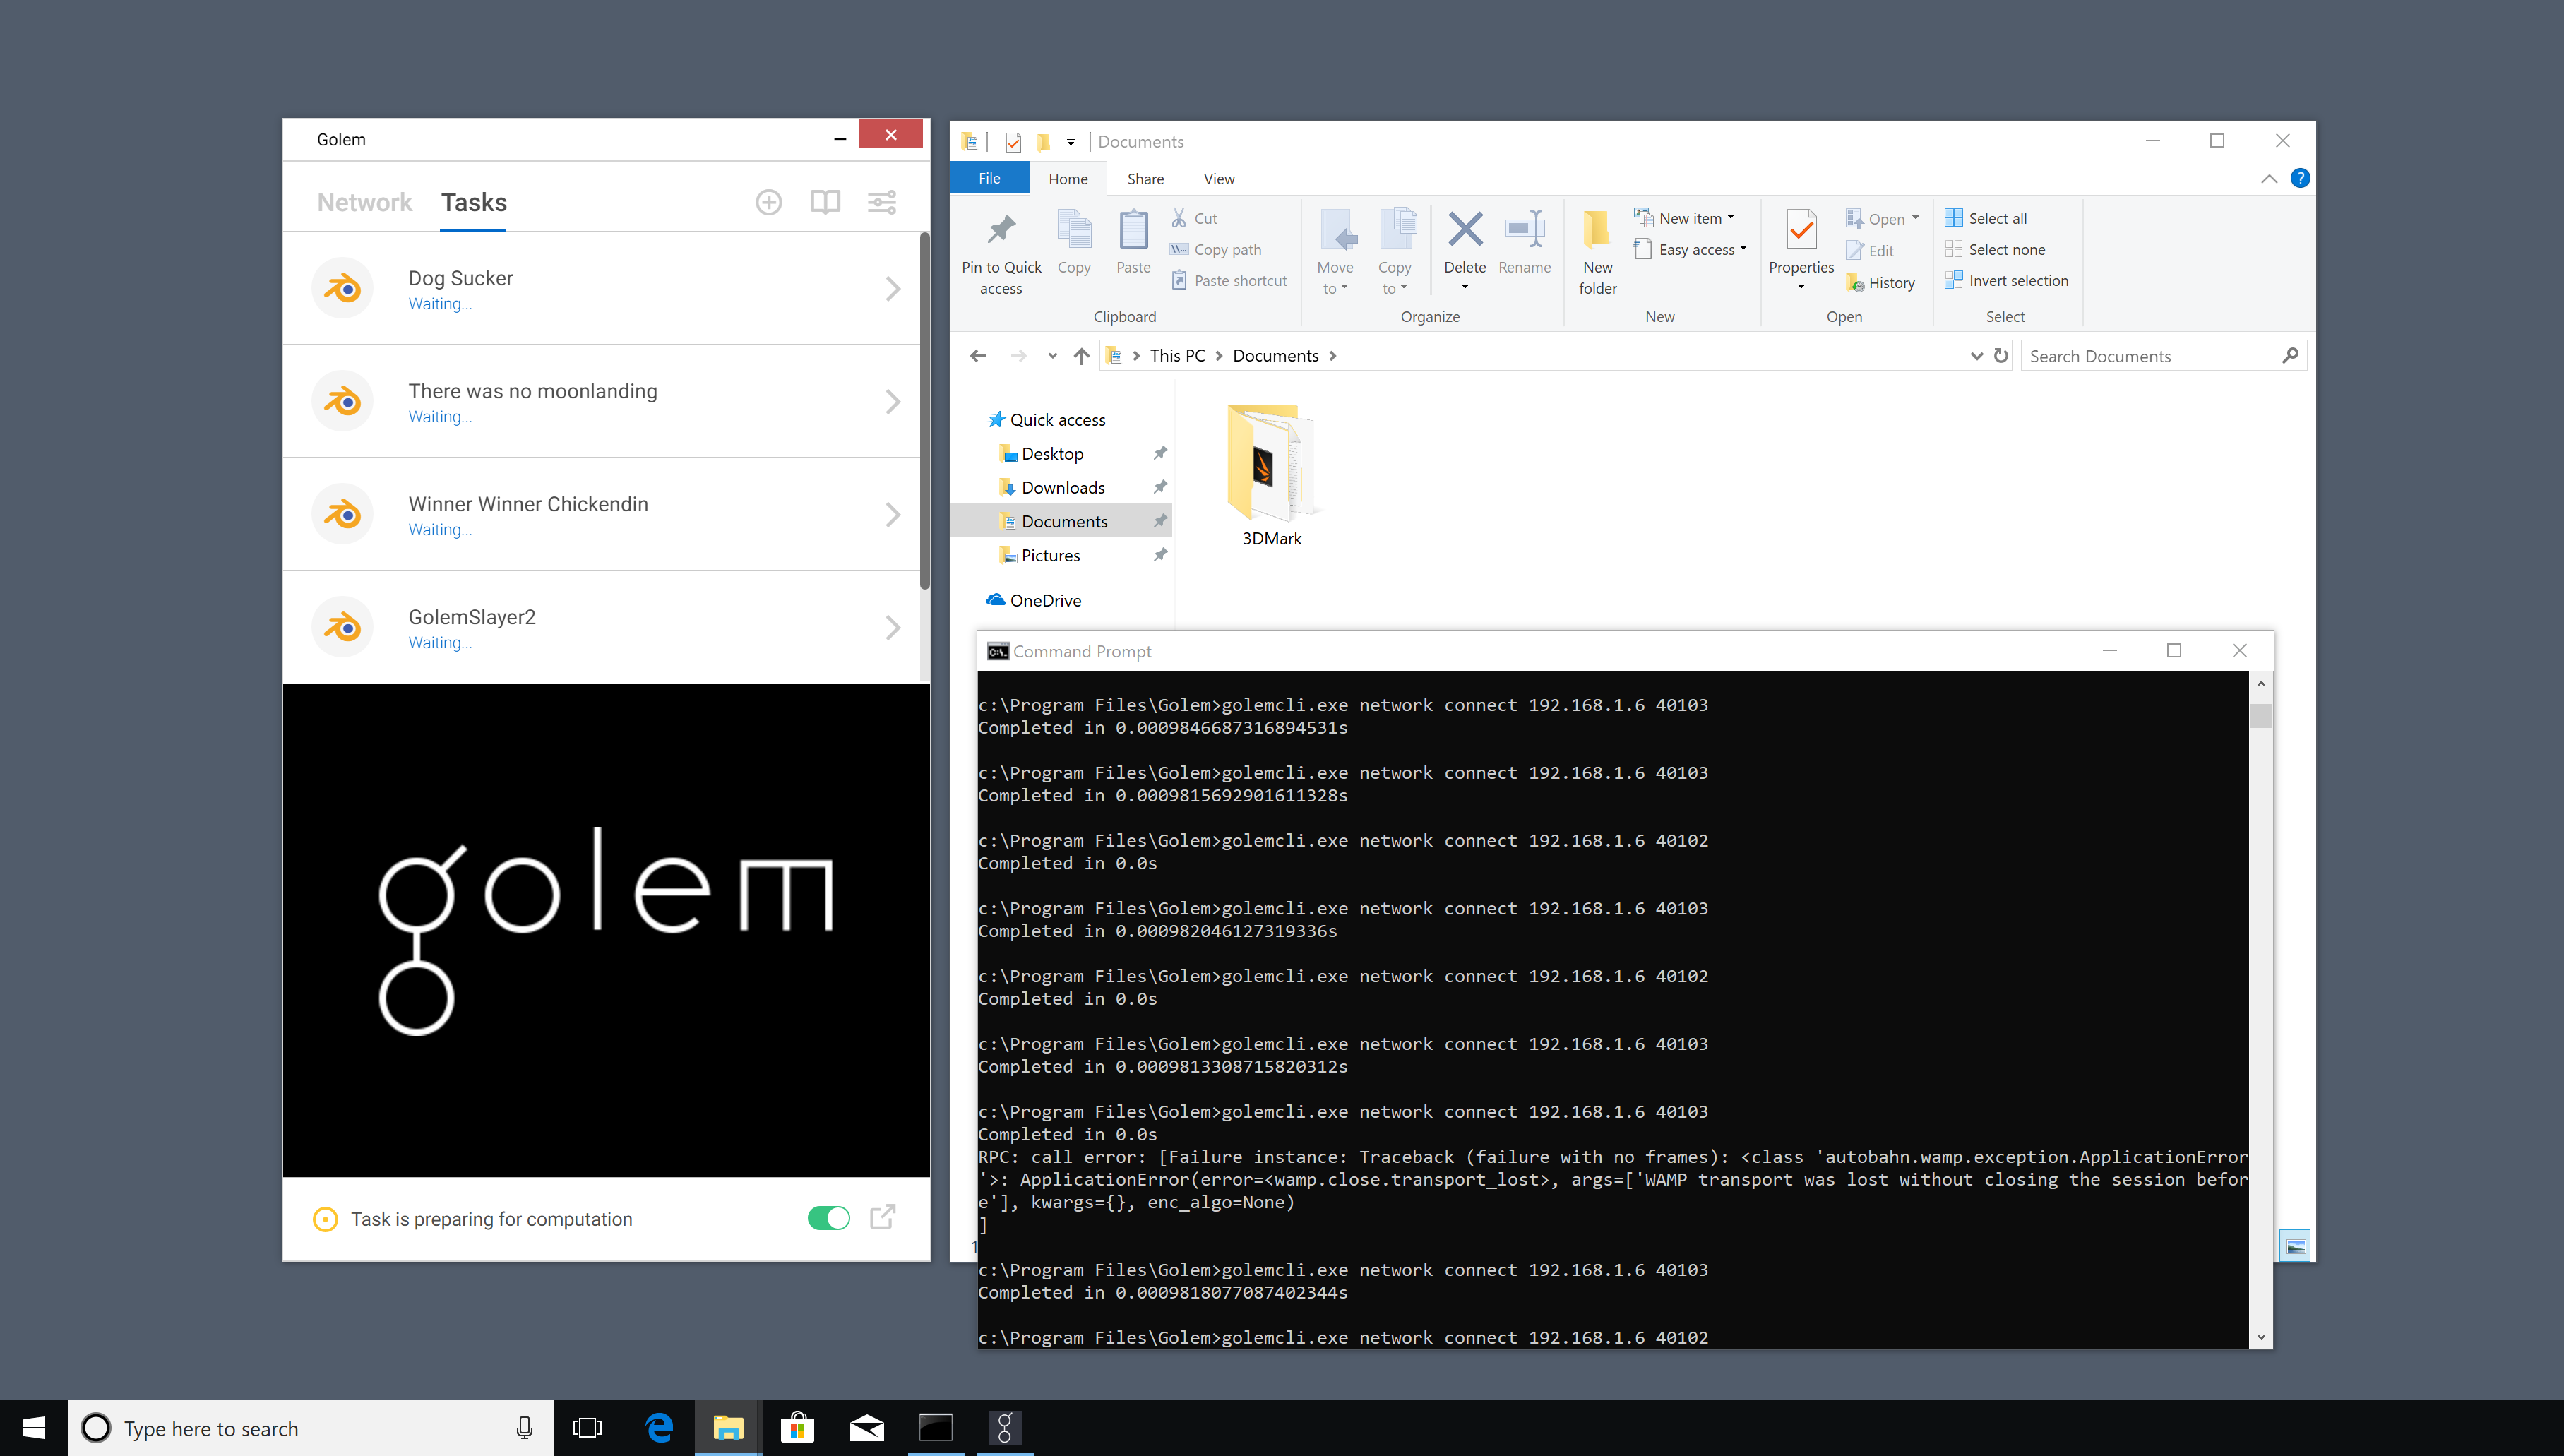 Golem
Network Tasks
Dog Sucker
Waiting...
There was no moonlanding
Waiting...
Winner Winner Chickendin
Waiting...
GolemSlayer2
Waiting...
golem
Task is preparing for computation
Documents
File Home Share View
Pin to Quick access
Copy
Paste
Cut
Copy path
Paste shortcut
Clipboard
Move to
Copy to
Delete
Rename
Organize
New folder
New item
Easy access
New
Properties
Open
Edit
History
Open
Select all
Select none
Invert selection
Select
This PC > Documents >
Search Documents
Quick access
Desktop
Downloads
Documents
Pictures
OneDrive
3DMark
1
Command Prompt
c:\Program Files\Golem>golemcli.exe network connect 192.168.1.6 40103
Completed in 0.0009846687316894531s
c:\Program Files\Golem>golemcli.exe network connect 192.168.1.6 40103
Completed in 0.0009815692901611328s
c:\Program Files\Golem>golemcli.exe network connect 192.168.1.6 40102
Completed in 0.0s
c:\Program Files\Golem>golemcli.exe network connect 192.168.1.6 40103
Completed in 0.000982046127319336s
c:\Program Files\Golem>golemcli.exe network connect 192.168.1.6 40102
Completed in 0.0s
c:\Program Files\Golem>golemcli.exe network connect 192.168.1.6 40103
Completed in 0.0009813308715820312s
c:\Program Files\Golem>golemcli.exe network connect 192.168.1.6 40103
Completed in 0.0s
RPC: call error: [Failure instance: Traceback (failure with no frames): <class 'autobahn.wamp.exception.ApplicationError
'>: ApplicationError(error=<wamp.close.transport_lost>, args=['WAMP transport was lost without closing the session befor
e'], kwargs={}, enc_algo=None)
]
c:\Program Files\Golem>golemcli.exe network connect 192.168.1.6 40103
Completed in 0.0009818077087402344s
c:\Program Files\Golem>golemcli.exe network connect 192.168.1.6 40102
Type here to search